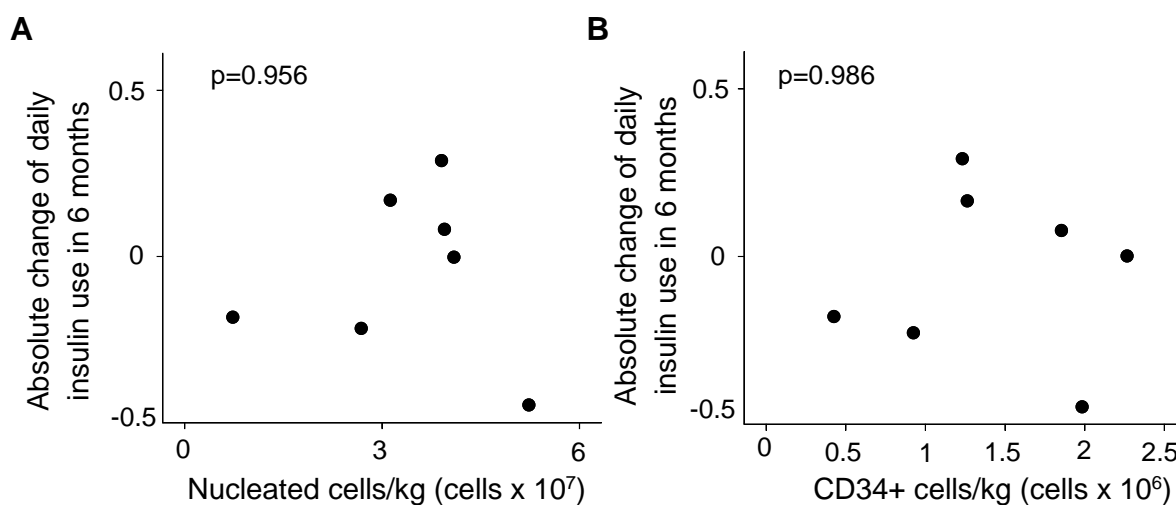 A
p=0.956
Absolute change of daily
insulin use in 6 months
0.5
0
-0.5
0
3
6
Nucleated cells/kg (cells x 10⁷)
B
p=0.986
Absolute change of daily
insulin use in 6 months
0.5
0
-0.5
0
0.5
1
1.5
2
2.5
CD34+ cells/kg (cells x 10⁶)